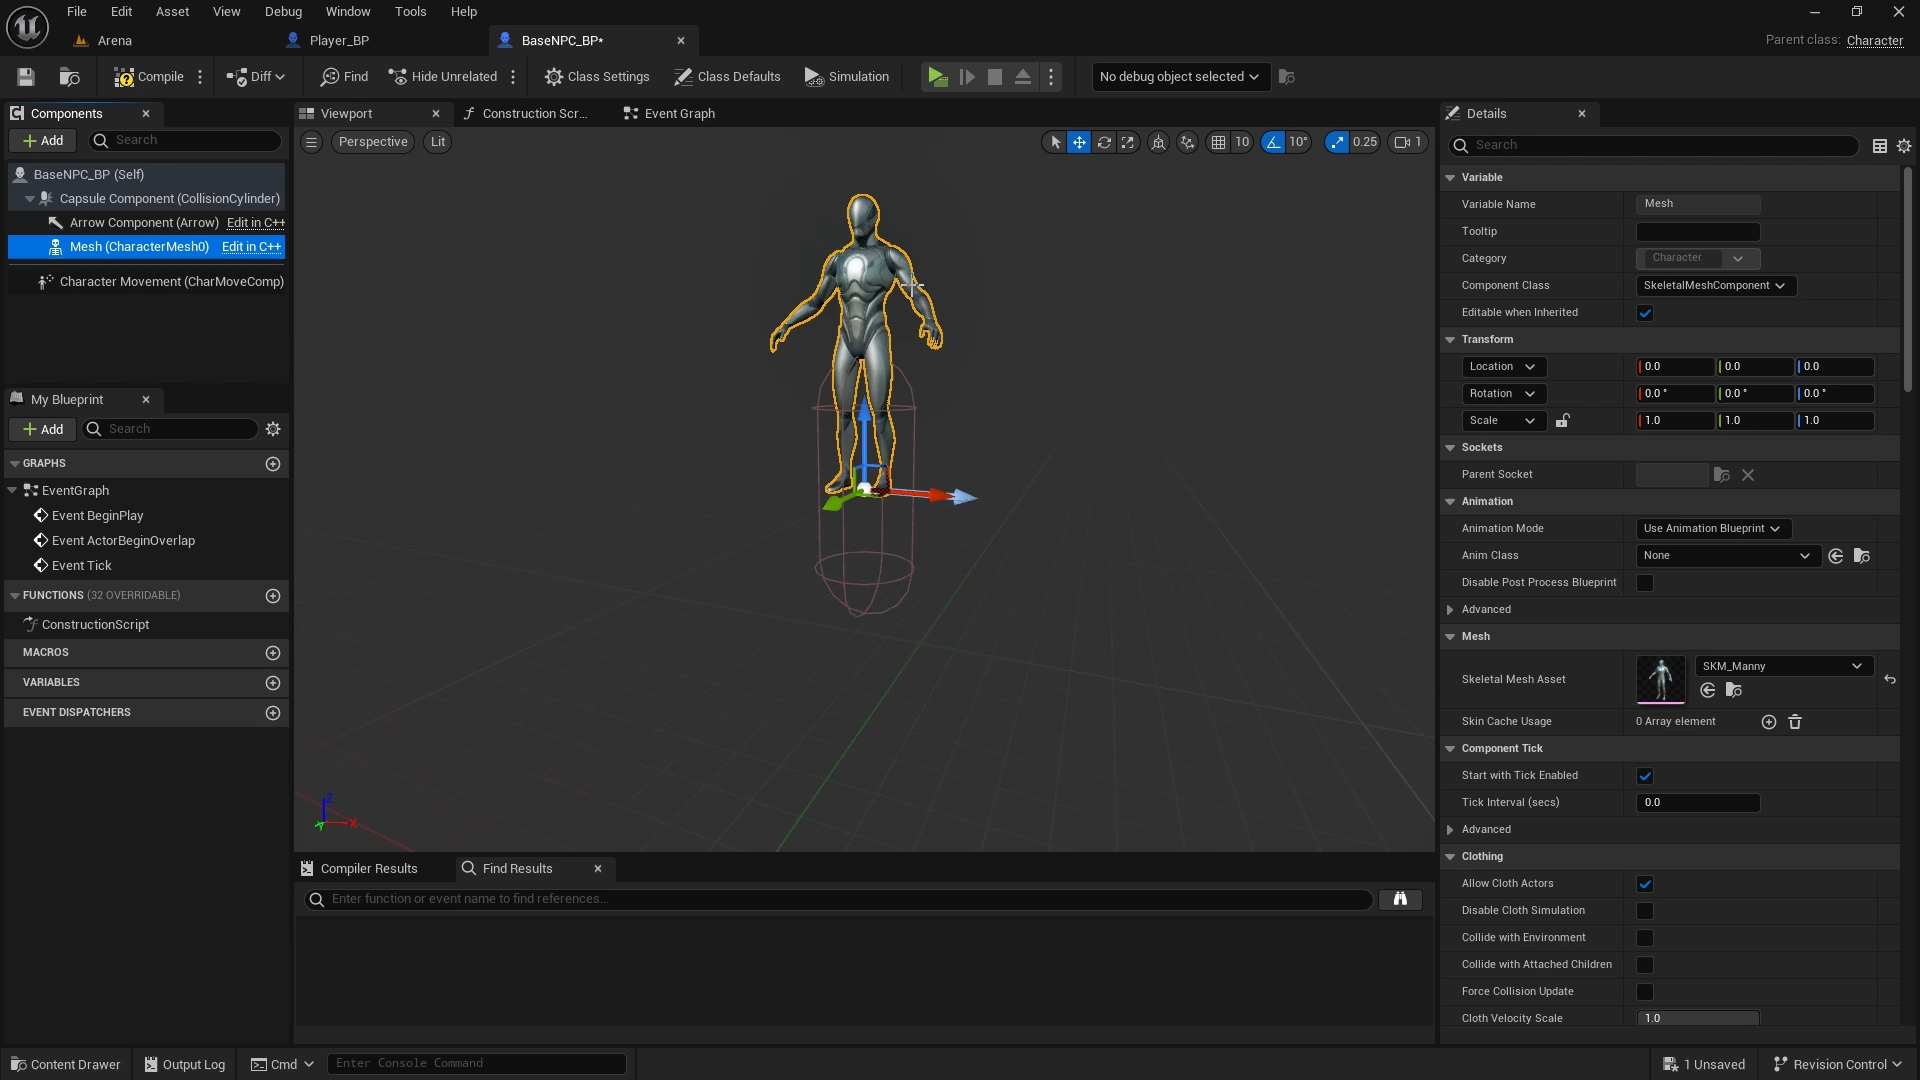 File Edit Asset View Debug Window Tools Help
Arena Player_BP BaseNPC_BP* Parent class: Character
Compile Diff Find Hide Unrelated Class Settings Class Defaults Simulation No debug object selected
Components
Add Search
BaseNPC_BP (Self)
Capsule Component (CollisionCylinder)
Arrow Component (Arrow) Edit in C++
Mesh (CharacterMesh0) Edit in C++
Character Movement (CharMoveComp)
My Blueprint
Add Search
GRAPHS
EventGraph
Event BeginPlay
Event ActorBeginOverlap
Event Tick
FUNCTIONS (32 OVERRIDABLE)
ConstructionScript
MACROS
VARIABLES
EVENT DISPATCHERS
Viewport Construction Scr... Event Graph
Perspective Lit 10 10° 0.25 1
Z
Y X
Compiler Results Find Results
Enter function or event name to find references...
Details
Search
Variable
Variable Name Mesh
Tooltip
Category Character
Component Class SkeletalMeshComponent
Editable when Inherited
Transform
Location 0.0 0.0 0.0
Rotation 0.0 ° 0.0 ° 0.0 °
Scale 1.0 1.0 1.0
Sockets
Parent Socket
Animation
Animation Mode Use Animation Blueprint
Anim Class None
Disable Post Process Blueprint
Advanced
Mesh
Skeletal Mesh Asset SKM_Manny
Skin Cache Usage 0 Array element
Component Tick
Start with Tick Enabled
Tick Interval (secs) 0.0
Advanced
Clothing
Allow Cloth Actors
Disable Cloth Simulation
Collide with Environment
Collide with Attached Children
Force Collision Update
Cloth Velocity Scale 1.0
Content Drawer Output Log Cmd Enter Console Command 1 Unsaved Revision Control